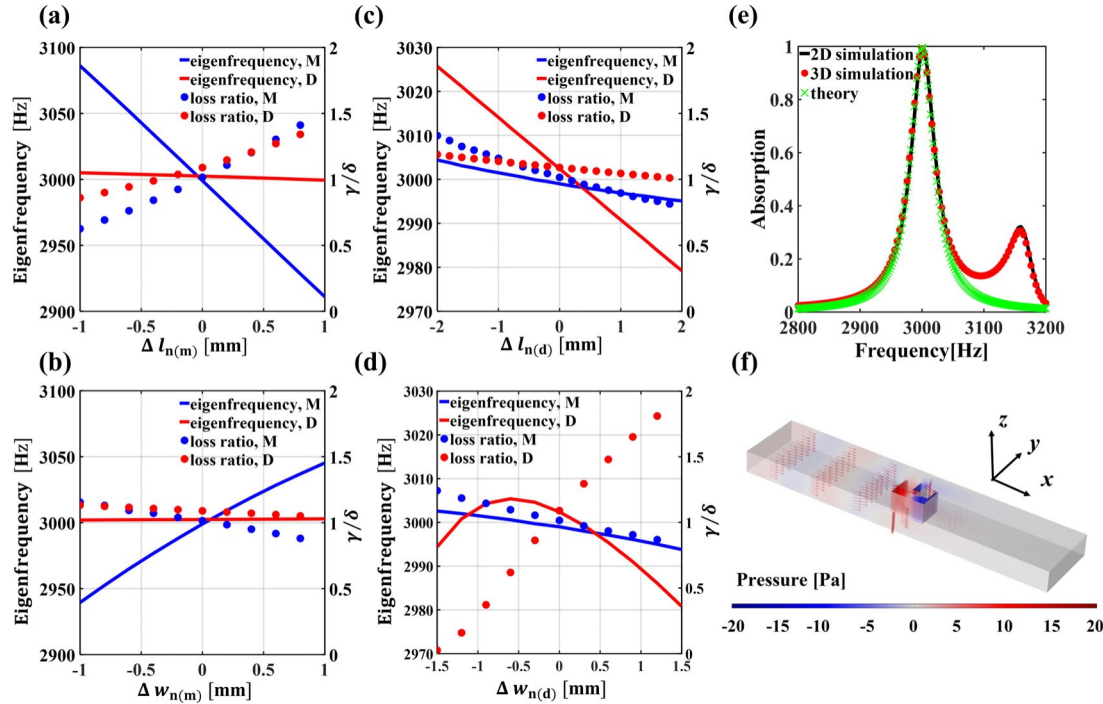 (a)
3100
3050
3000
2950
2900
Eigenfrequency [Hz]
eigenfrequency, M
eigenfrequency, D
loss ratio, M
loss ratio, D
2
1.5
1
0.5
0
γ/δ
-1 -0.5 0 0.5 1
Δ lₙ₍ₘ₎ [mm]
(c)
3030
3020
3010
3000
2990
2980
2970
Eigenfrequency [Hz]
eigenfrequency, M
eigenfrequency, D
loss ratio, M
loss ratio, D
2
1.5
1
0.5
0
γ/δ
-2 -1 0 1 2
Δ lₙ(d) [mm]
(e)
1
0.8
0.6
0.4
0.2
0
Absorption
2D simulation
3D simulation
theory
2800 2900 3000 3100 3200
Frequency[Hz]
(b)
3100
3050
3000
2950
2900
Eigenfrequency [Hz]
eigenfrequency, M
eigenfrequency, D
loss ratio, M
loss ratio, D
2
1.5
1
0.5
0
γ/δ
-1 -0.5 0 0.5 1
Δ wₙ₍ₘ₎ [mm]
(d)
3030
3020
3010
3000
2990
2980
2970
Eigenfrequency [Hz]
eigenfrequency, M
eigenfrequency, D
loss ratio, M
loss ratio, D
2
1.5
1
0.5
0
γ/δ
-1.5 -1 -0.5 0 0.5 1 1.5
Δ wₙ(d) [mm]
(f)
z
y
x
Pressure [Pa]
-20 -15 -10 -5 0 5 10 15 20